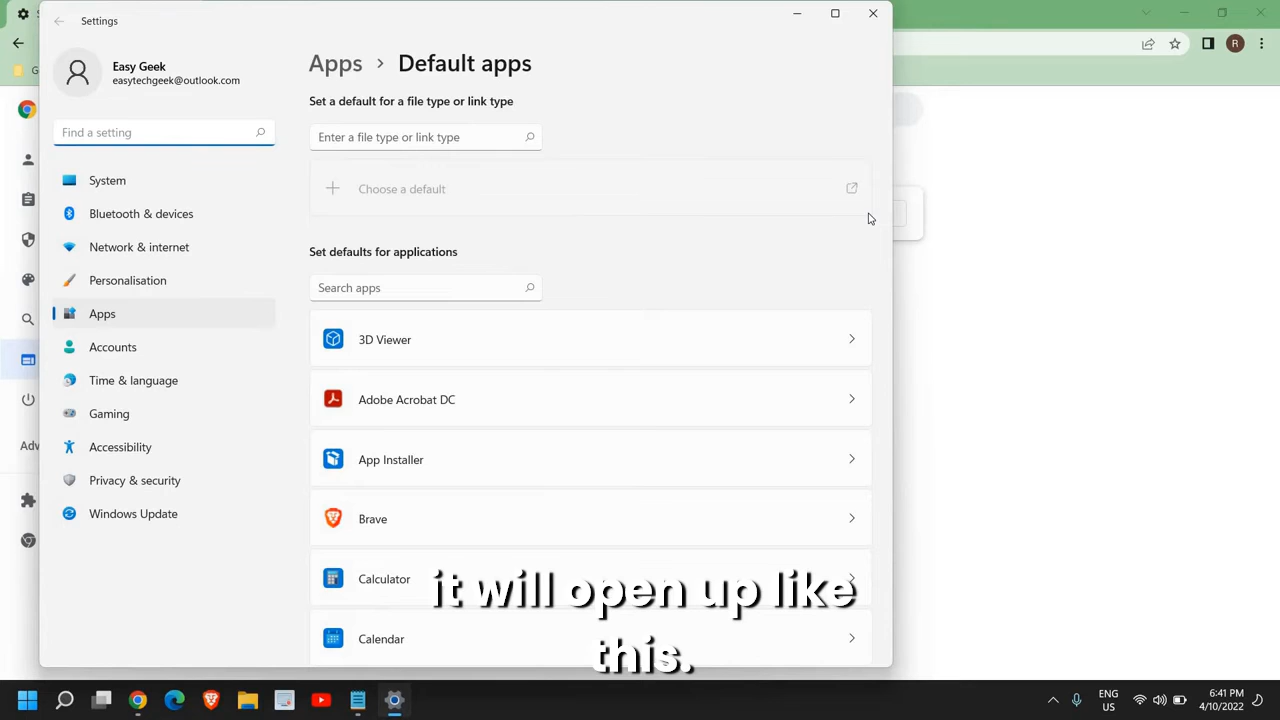 Settings
Easy Geek
easytechgeek@outlook.com
Find a setting
System
Bluetooth & devices
Network & internet
Personalisation
Apps
Accounts
Time & language
Gaming
Accessibility
Privacy & security
Windows Update
Apps > Default apps
Set a default for a file type or link type
Enter a file type or link type
Choose a default
Set defaults for applications
Search apps
3D Viewer
Adobe Acrobat DC
App Installer
Brave
Calculator
Calendar
it will open up like
this.
G
R
Adv
ENG
US
6:41 PM
4/10/2022